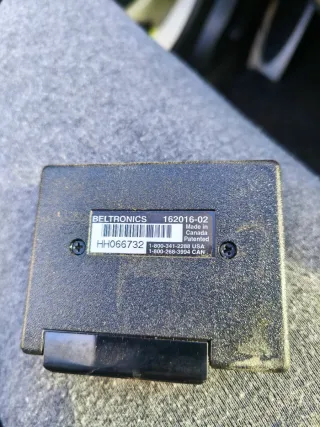 BELTRONICS 162016-02
Made in
Canada
Patented
HH066732 1-800-341-2288 USA
1-800-268-3994 CAN